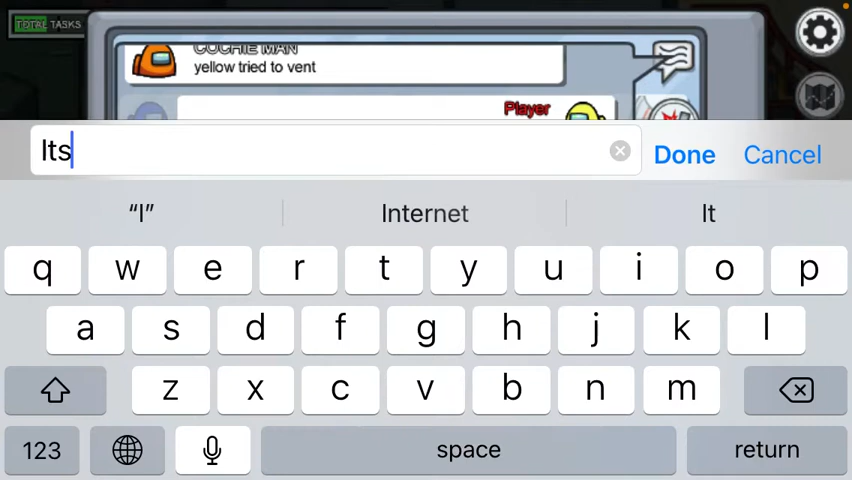 TOTAL TASKS
COCHIE MAN
yellow tried to vent
Player
Its
Done
Cancel
“I”
Internet
It
q w e r t y u i o p
a s d f g h j k l
z x c v b n m
123
space
return